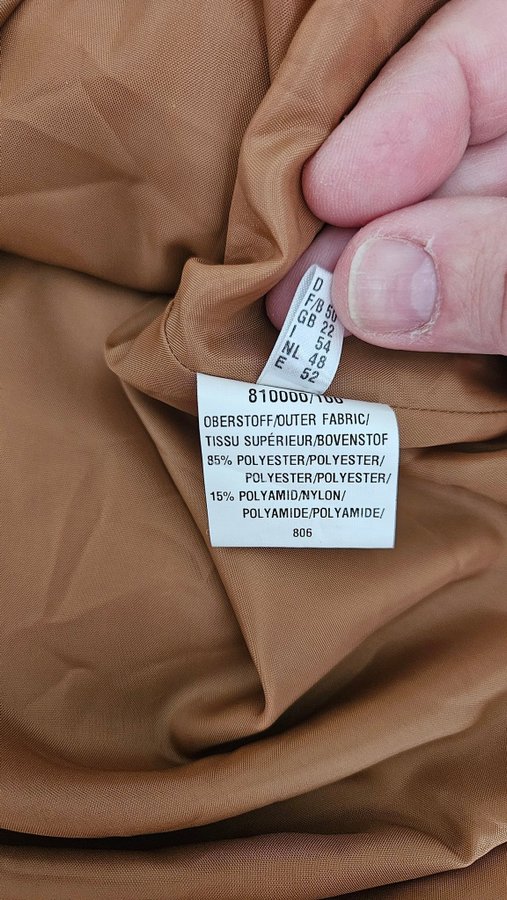 D
F/B 50
GB 22
I 54
NL 48
E 52
OBERSTOFF/OUTER FABRIC/
TISSU SUPÉRIEUR/BOVENSTOF
85% POLYESTER/POLYESTER/
POLYESTER/POLYESTER/
15% POLYAMID/NYLON/
POLYAMIDE/POLYAMIDE/
806